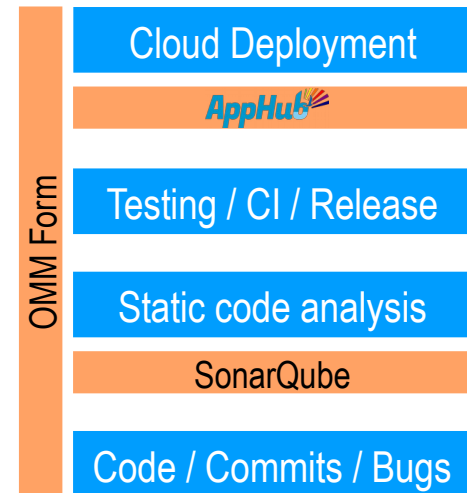 Cloud Deployment
AppHub
OMM Form
Testing / CI / Release
Static code analysis
SonarQube
Code / Commits / Bugs